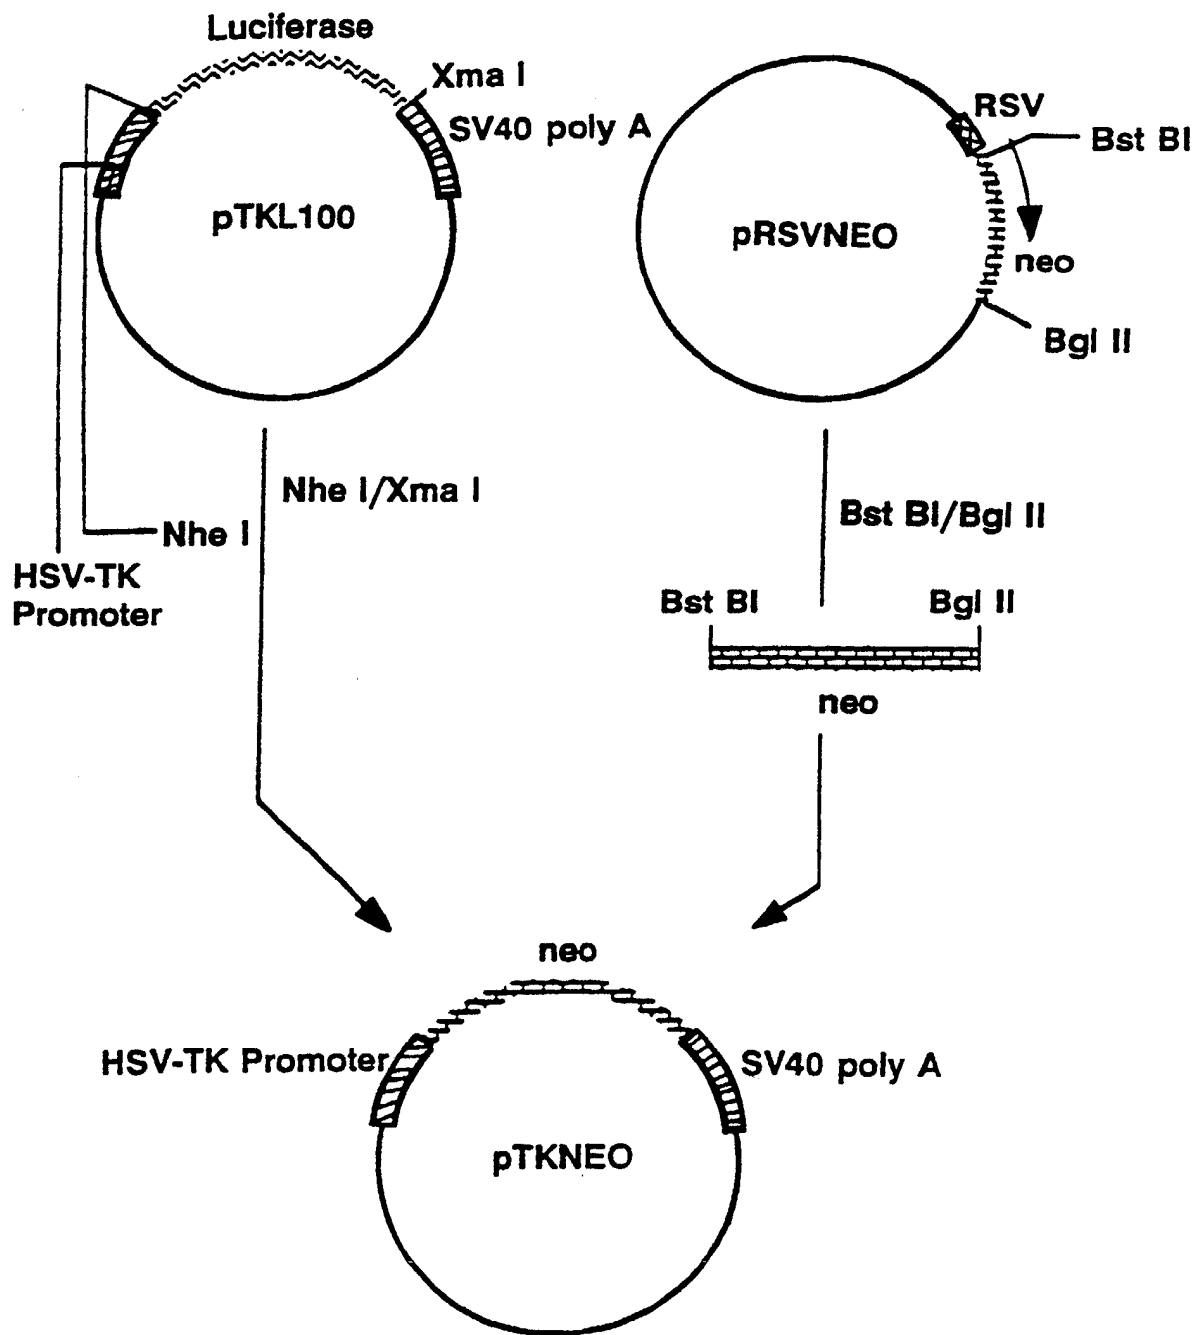 Luciferase
Xma I
SV40 poly A
pTKL100
Nhe I
HSV-TK
Promoter
Nhe I/Xma I
RSV
Bst BI
pRSVNEO
neo
Bgl II
Bst BI/Bgl II
Bst BI
Bgl II
neo
neo
HSV-TK Promoter
SV40 poly A
pTKNEO